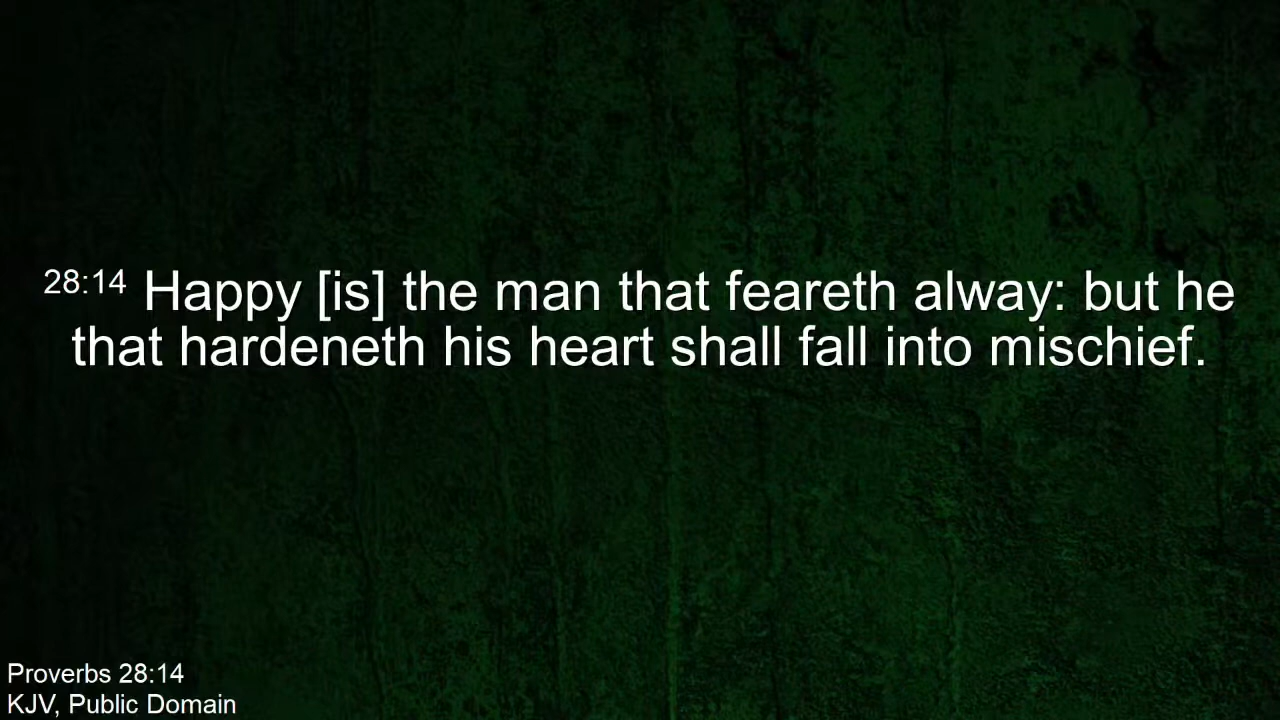 28:14 Happy [is] the man that feareth alway: but he
that hardeneth his heart shall fall into mischief.
Proverbs 28:14
KJV, Public Domain